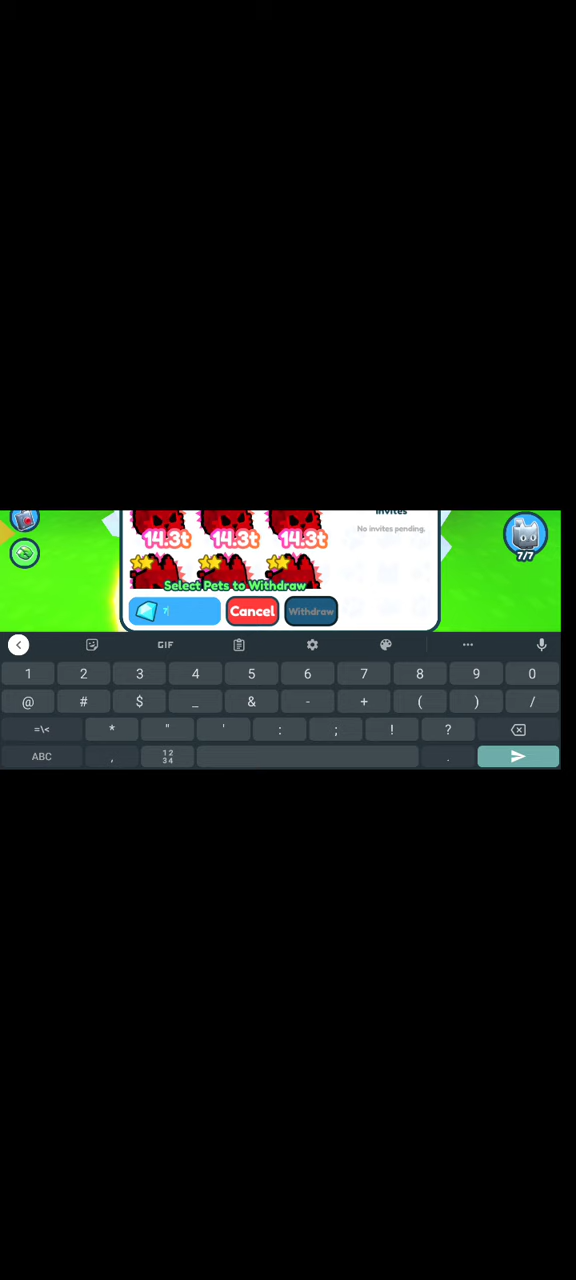 Invites
14.3t 14.3t 14.3t
No invites pending.
7/7
Select Pets to Withdraw
7
Cancel
Withdraw
GIF
1 2 3 4 5 6 7 8 9 0
@ # $ _ & - + ( ) /
=\< * " ' : ; ! ?
ABC , 12 34 .